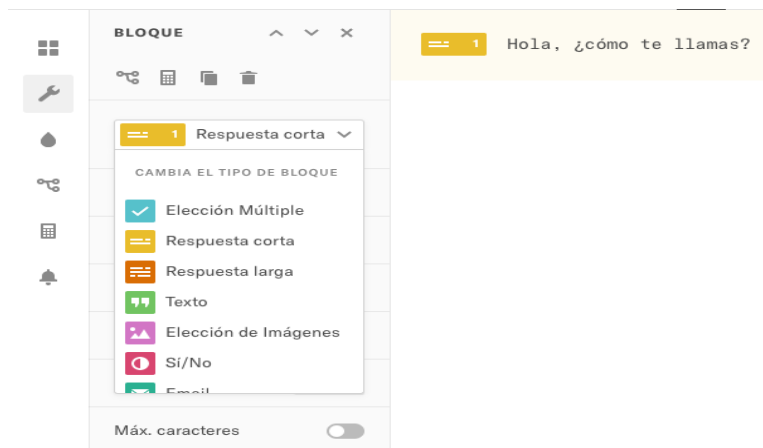 BLOQUE
1 Respuesta corta
CAMBIA EL TIPO DE BLOQUE
Elección Múltiple
Respuesta corta
Respuesta larga
Texto
Elección de Imágenes
Sí/No
Email
Máx. caracteres
1 Hola, ¿cómo te llamas?